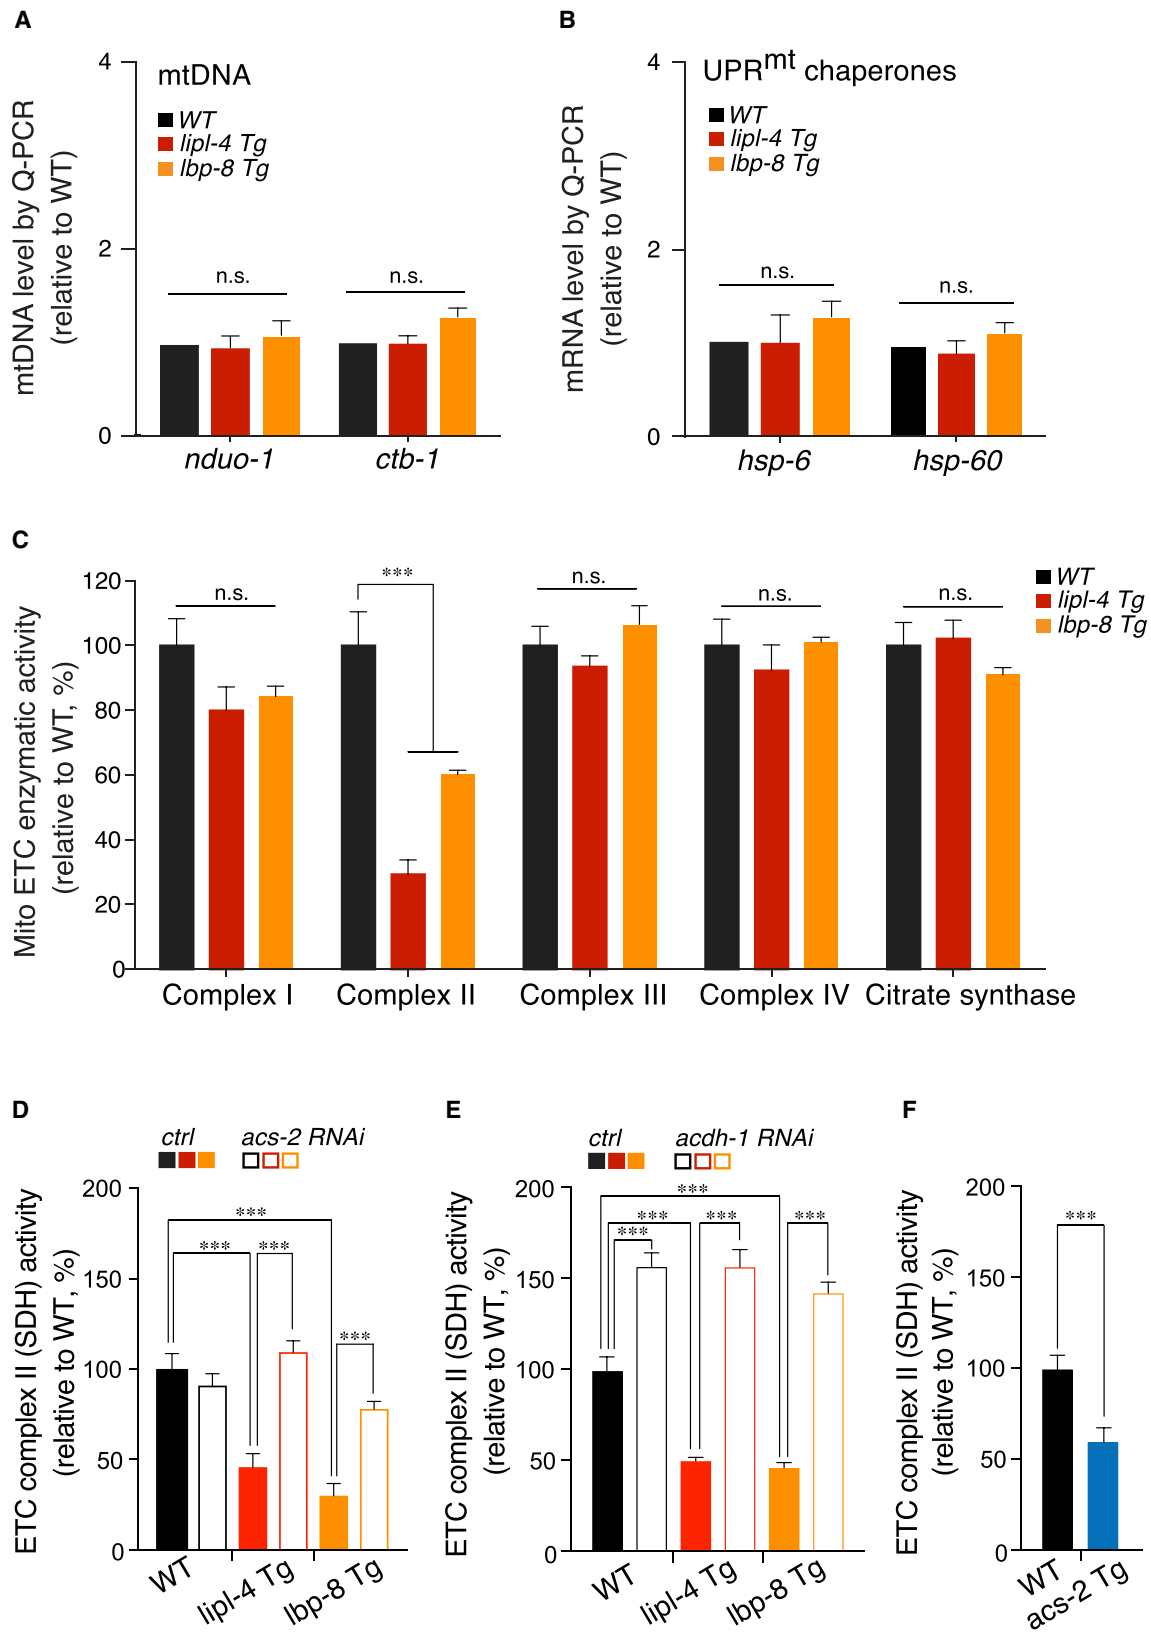 A
mtDNA level by Q-PCR
(relative to WT)
4
2
0
mtDNA
WT
lipl-4 Tg
lbp-8 Tg
n.s.
n.s.
nduo-1
ctb-1
B
mRNA level by Q-PCR
(relative to WT)
4
2
0
UPRmt chaperones
WT
lipl-4 Tg
lbp-8 Tg
n.s.
n.s.
hsp-6
hsp-60
C
Mito ETC enzymatic activity
(relative to WT, %)
120
100
80
60
40
20
0
n.s.
***
n.s.
n.s.
n.s.
WT
lipl-4 Tg
lbp-8 Tg
Complex I
Complex II
Complex III
Complex IV
Citrate synthase
D
ETC complex II (SDH) activity
(relative to WT, %)
ctrl
acs-2 RNAi
200
150
100
50
0
***
***
***
***
WT
lipl-4 Tg
lbp-8 Tg
E
ETC complex II (SDH) activity
(relative to WT, %)
ctrl
acdh-1 RNAi
200
150
100
50
0
***
***
***
***
***
WT
lipl-4 Tg
lbp-8 Tg
F
ETC complex II (SDH) activity
(relative to WT, %)
200
150
100
50
0
***
WT
acs-2 Tg